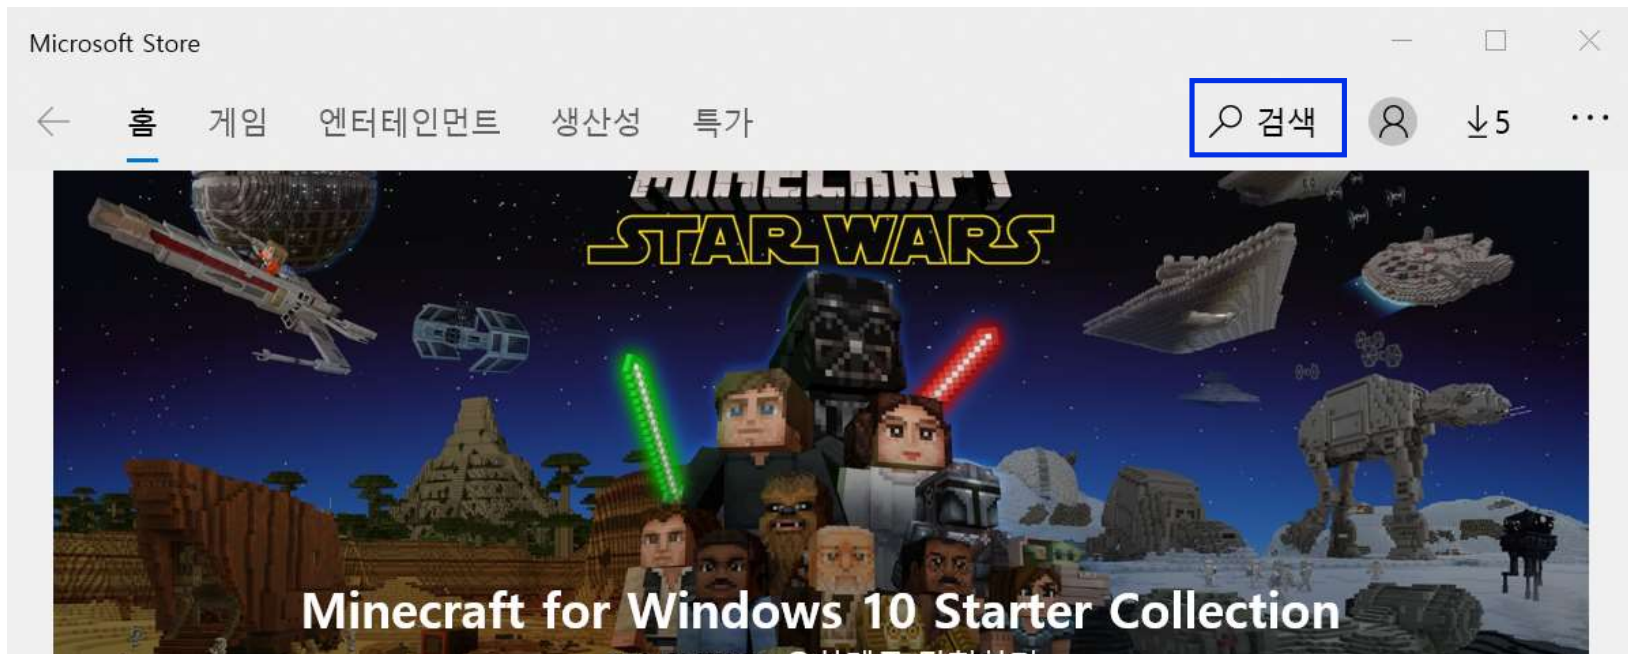 Microsoft Store
홈 게임 엔터테인먼트 생산성 특가 검색 5 ...
MINECRAFT
STAR WARS
Minecraft for Windows 10 Starter Collection